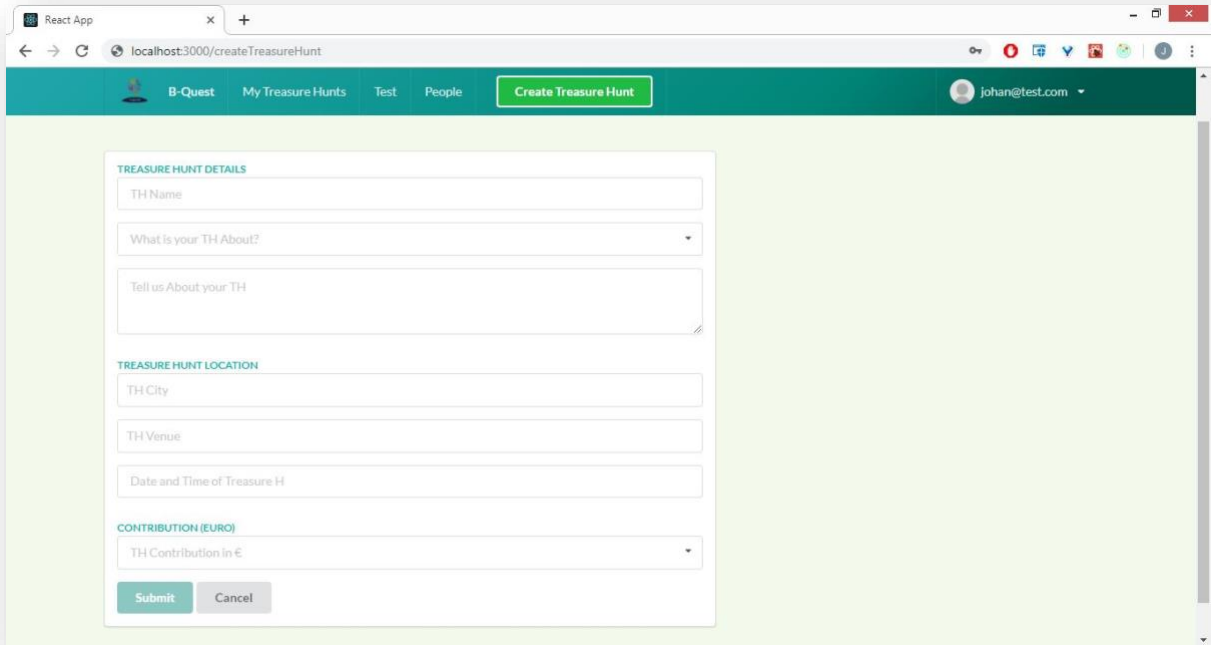 React App
localhost:3000/createTreasureHunt
B-Quest My Treasure Hunts Test People Create Treasure Hunt johan@test.com
TREASURE HUNT DETAILS
TH Name
What is your TH About?
Tell us About your TH
TREASURE HUNT LOCATION
TH City
TH Venue
Date and Time of Treasure H
CONTRIBUTION (EURO)
TH Contribution in €
Submit Cancel